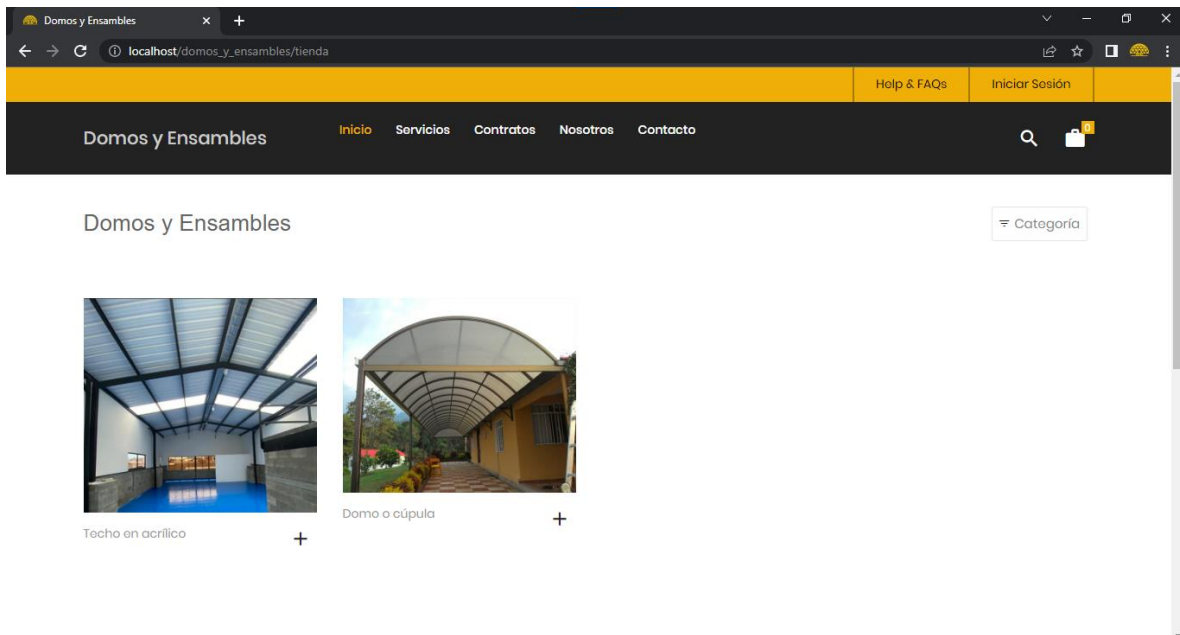 Domos y Ensambles
localhost/domos_y_ensambles/tienda
Help & FAQs
Iniciar Sesión
Domos y Ensambles
Inicio
Servicios
Contratos
Nosotros
Contacto
0
Domos y Ensambles
Categoría
Techo en acrílico
+
Domo o cúpula
+